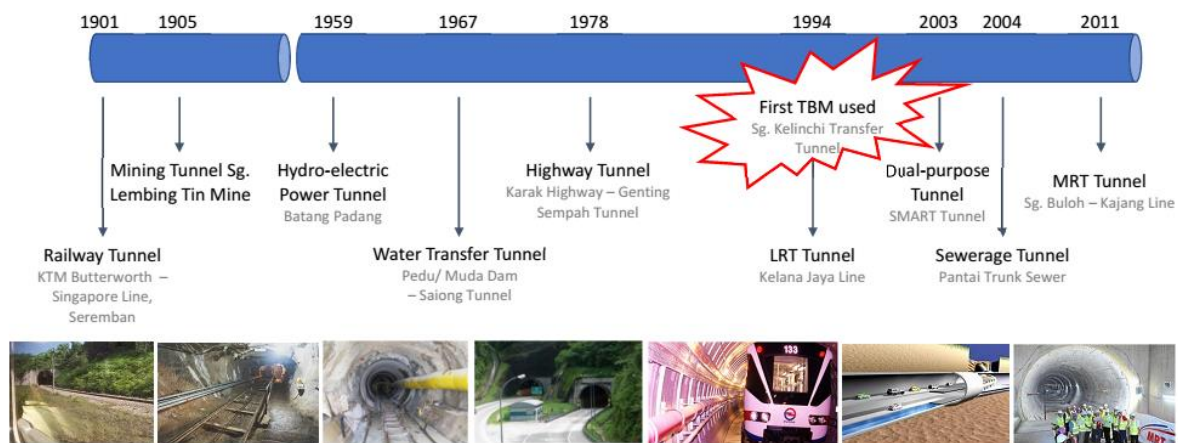 1901
1905
1959
1967
1978
1994
2003
2004
2011
First TBM used
Sg. Kelinchi Transfer
Tunnel
Mining Tunnel Sg.
Lembing Tin Mine
Hydro-electric
Power Tunnel
Batang Padang
Highway Tunnel
Karak Highway – Genting
Sempah Tunnel
Dual-purpose
Tunnel
SMART Tunnel
MRT Tunnel
Sg. Buloh – Kajang Line
Railway Tunnel
KTM Butterworth –
Singapore Line,
Seremban
Water Transfer Tunnel
Pedu/ Muda Dam
– Saiong Tunnel
LRT Tunnel
Kelana Jaya Line
Sewerage Tunnel
Pantai Trunk Sewer
133